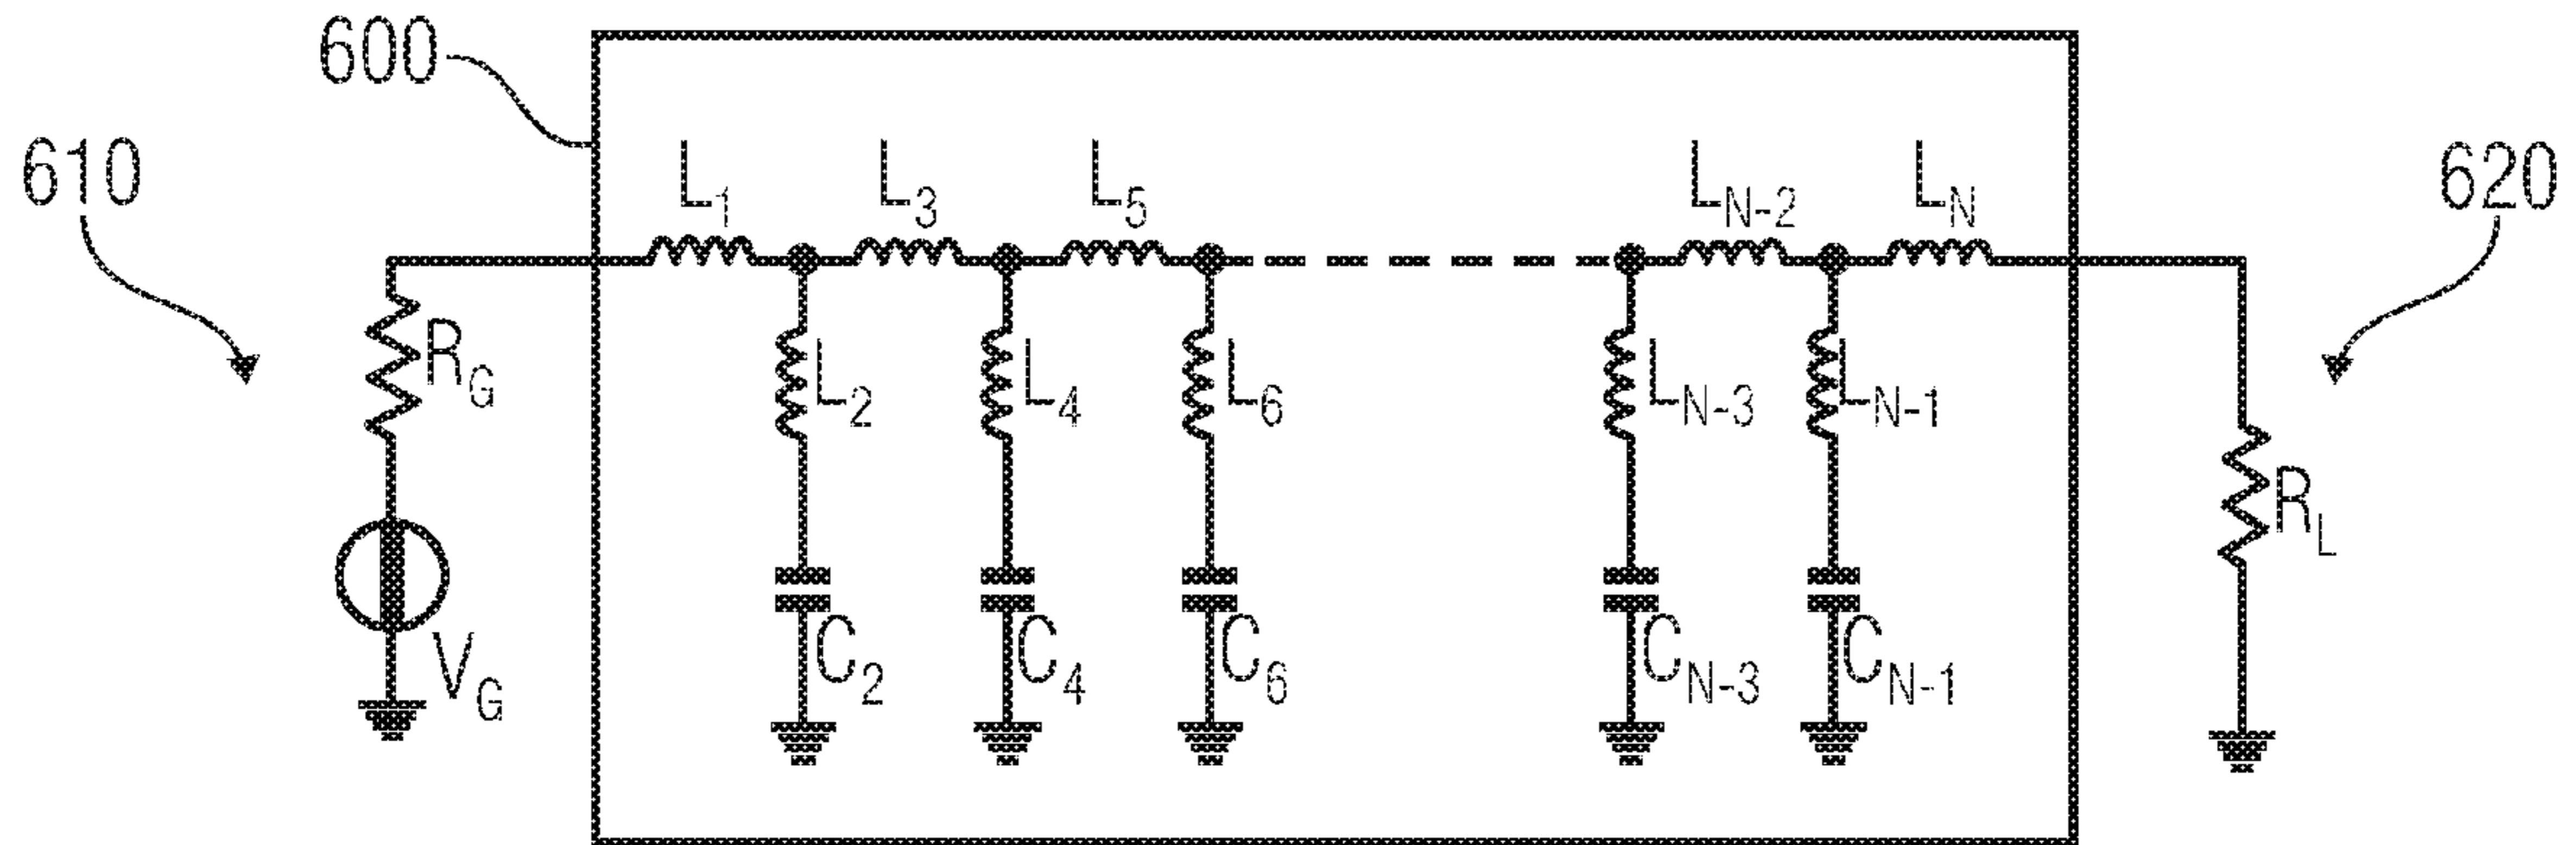 600
610
620
L1 L3 L5 LN-2 LN
RG L2 L4 L6 LN-3 LN-1 RL
VG C2 C4 C6 CN-3 CN-1